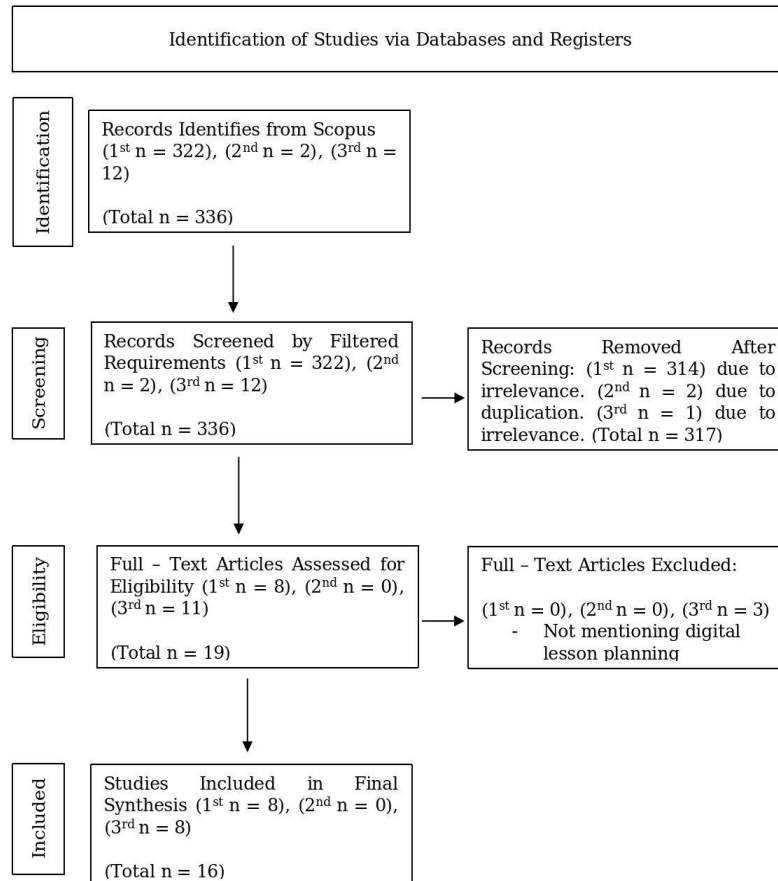 Identification of Studies via Databases and Registers
Identification
Records Identifies from Scopus
(1st n = 322), (2nd n = 2), (3rd n =
12)
(Total n = 336)
Screening
Records Screened by Filtered
Requirements (1st n = 322), (2nd
n = 2), (3rd n = 12)
(Total n = 336)
Records Removed After
Screening: (1st n = 314) due to
irrelevance. (2nd n = 2) due to
duplication. (3rd n = 1) due to
irrelevance. (Total n = 317)
Eligibility
Full – Text Articles Assessed for
Eligibility (1st n = 8), (2nd n = 0),
(3rd n = 11)
(Total n = 19)
Full – Text Articles Excluded:
(1st n = 0), (2nd n = 0), (3rd n = 3)
- Not mentioning digital
lesson planning
Included
Studies Included in Final
Synthesis (1st n = 8), (2nd n = 0),
(3rd n = 8)
(Total n = 16)